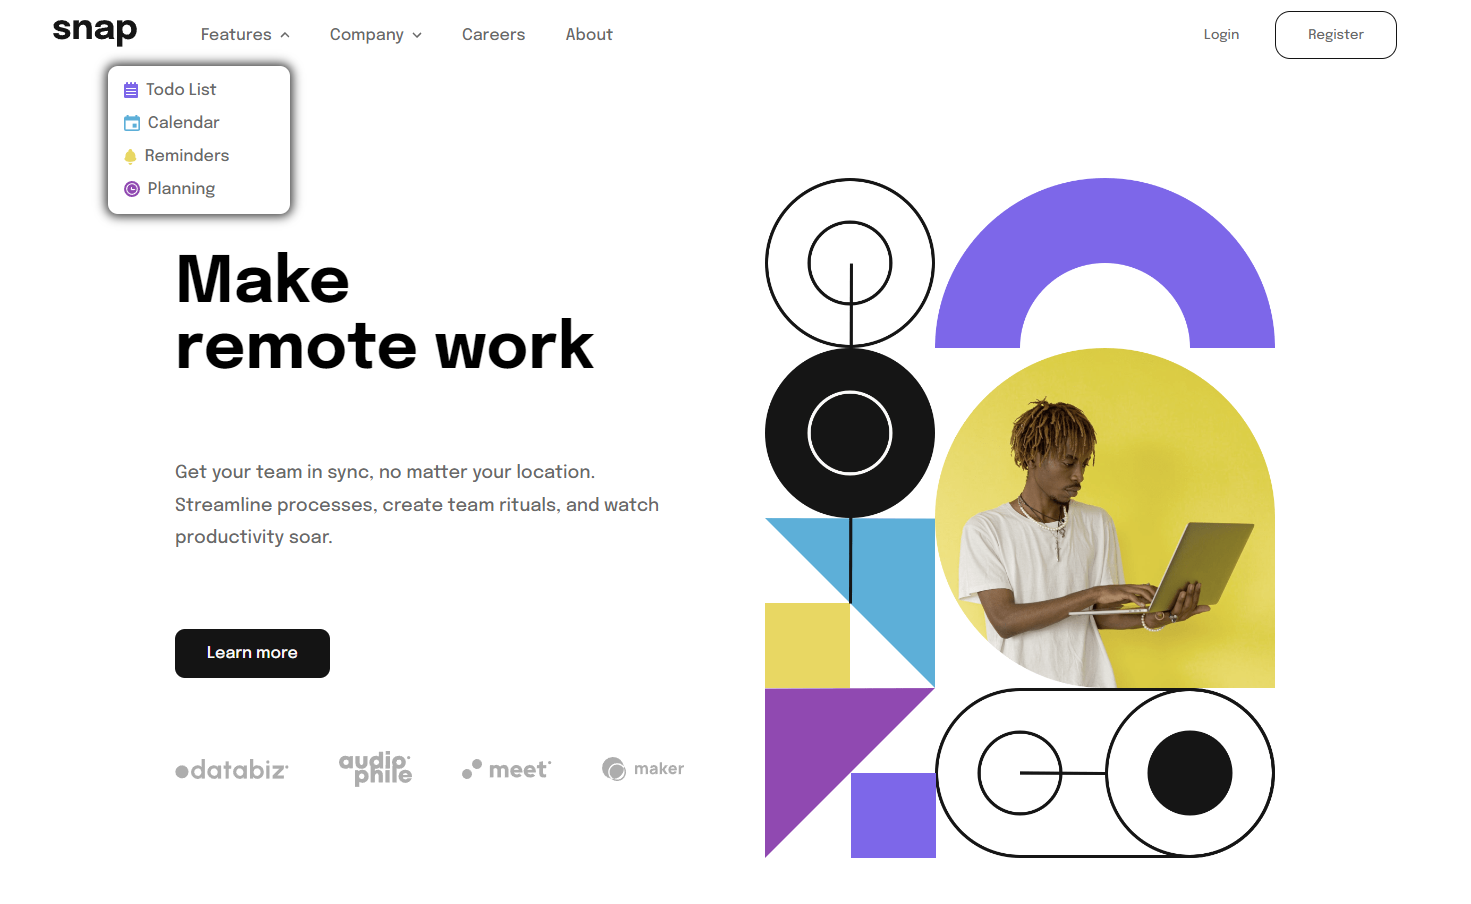 snap
Features
Company
Careers
About
Login
Register
Todo List
Calendar
Reminders
Planning
Make
remote work
Get your team in sync, no matter your location.
Streamline processes, create team rituals, and watch
productivity soar.
Learn more
databiz
audio
phile
meet
maker